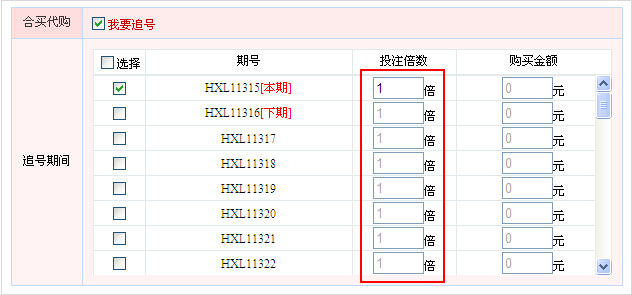 合买代购 我要追号
追号期间
选择 期号 投注倍数 购买金额
HXL11315[本期] 1倍 0元
HXL11316[下期] 1倍 0元
HXL11317 1倍 0元
HXL11318 1倍 0元
HXL11319 1倍 0元
HXL11320 1倍 0元
HXL11321 1倍 0元
HXL11322 1倍 0元